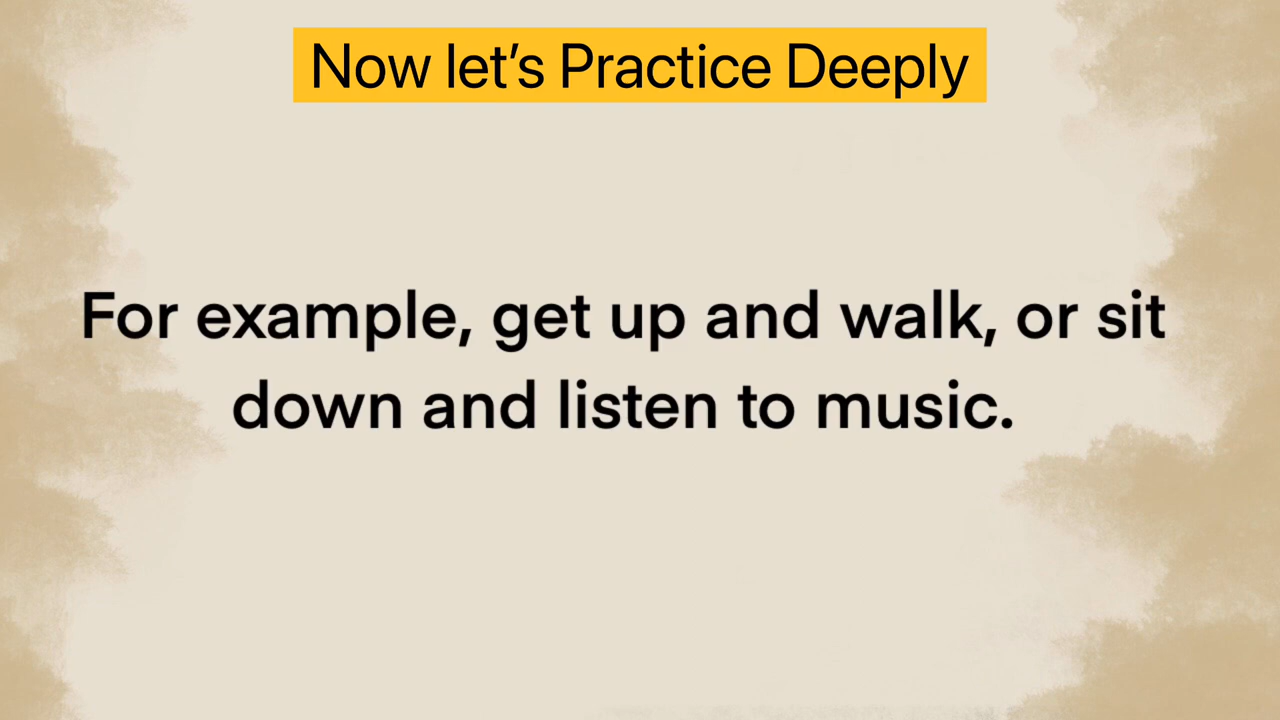 Now let’s Practice Deeply
For example, get up and walk, or sit
down and listen to music.